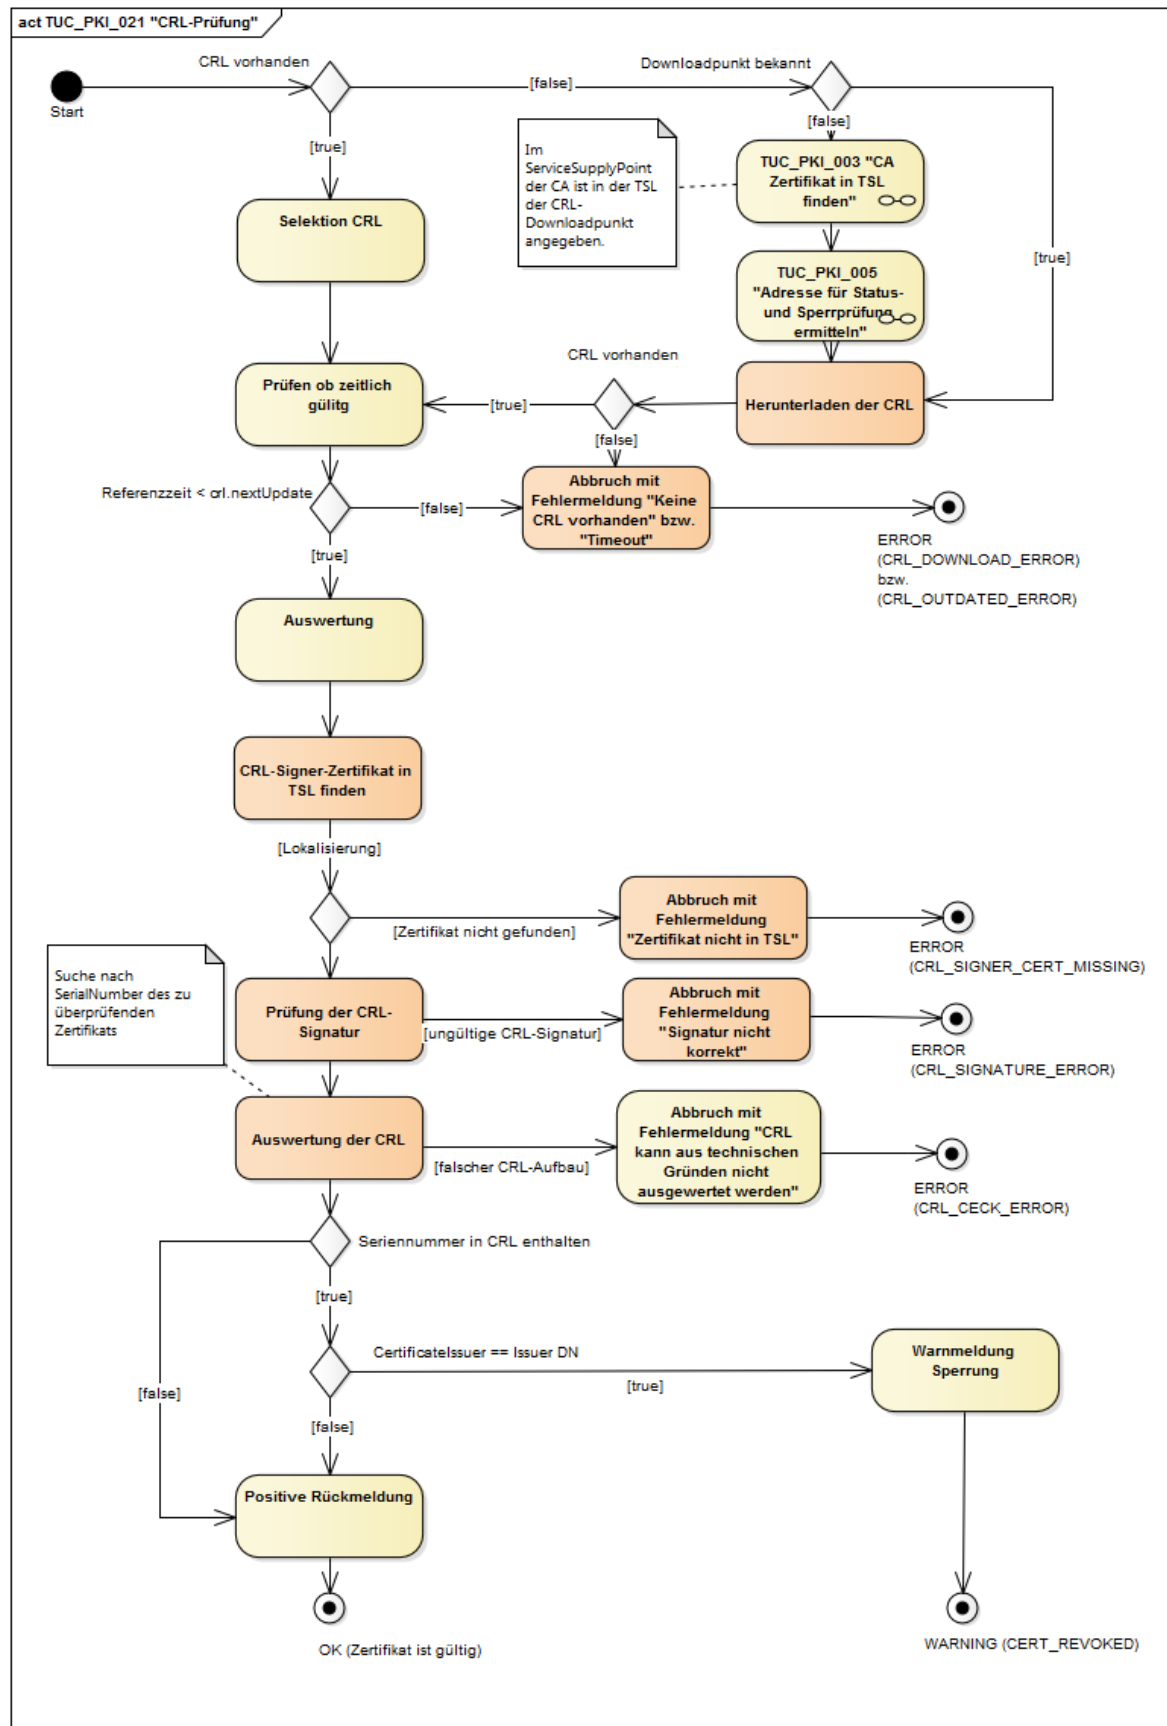 act TUC_PKI_021 "CRL-Prüfung"
CRL vorhanden
Downloadpunkt bekannt
[false]
Start
[false]
[true]
Im
ServiceSupplyPoint
der CA ist in der TSL
der CRL-
Downloadpunkt
angegeben.
TUC_PKI_003 "CA
Zertifikat in TSL
finden"
Selektion CRL
[true]
TUC_PKI_005
"Adresse für Status-
und Sperrprüfung
ermitteln"
CRL vorhanden
Prüfen ob zeitlich
gülitg
[true]
Herunterladen der CRL
[false]
Referenzzeit < crl.nextUpdate
[false]
Abbruch mit
Fehlermeldung "Keine
CRL vorhanden" bzw.
"Timeout"
ERROR
(CRL_DOWNLOAD_ERROR)
bzw.
(CRL_OUTDATED_ERROR)
[true]
Auswertung
CRL-Signer-Zertifikat in
TSL finden
[Lokalisierung]
[Zertifikat nicht gefunden]
Abbruch mit
Fehlermeldung
"Zertifikat nicht in TSL"
ERROR
(CRL_SIGNER_CERT_MISSING)
Suche nach
SerialNumber des zu
überprüfenden
Zertifikats
Prüfung der CRL-
Signatur
[ungültige CRL-Signatur]
Abbruch mit
Fehlermeldung
"Signatur nicht
korrekt"
ERROR
(CRL_SIGNATURE_ERROR)
Auswertung der CRL
[falscher CRL-Aufbau]
Abbruch mit
Fehlermeldung "CRL
kann aus technischen
Gründen nicht
ausgewertet werden"
ERROR
(CRL_CECK_ERROR)
Seriennummer in CRL enthalten
[true]
CertificateIssuer == Issuer DN
[true]
Warnmeldung
Sperrung
[false]
[false]
Positive Rückmeldung
OK (Zertifikat ist gültig)
WARNING (CERT_REVOKED)